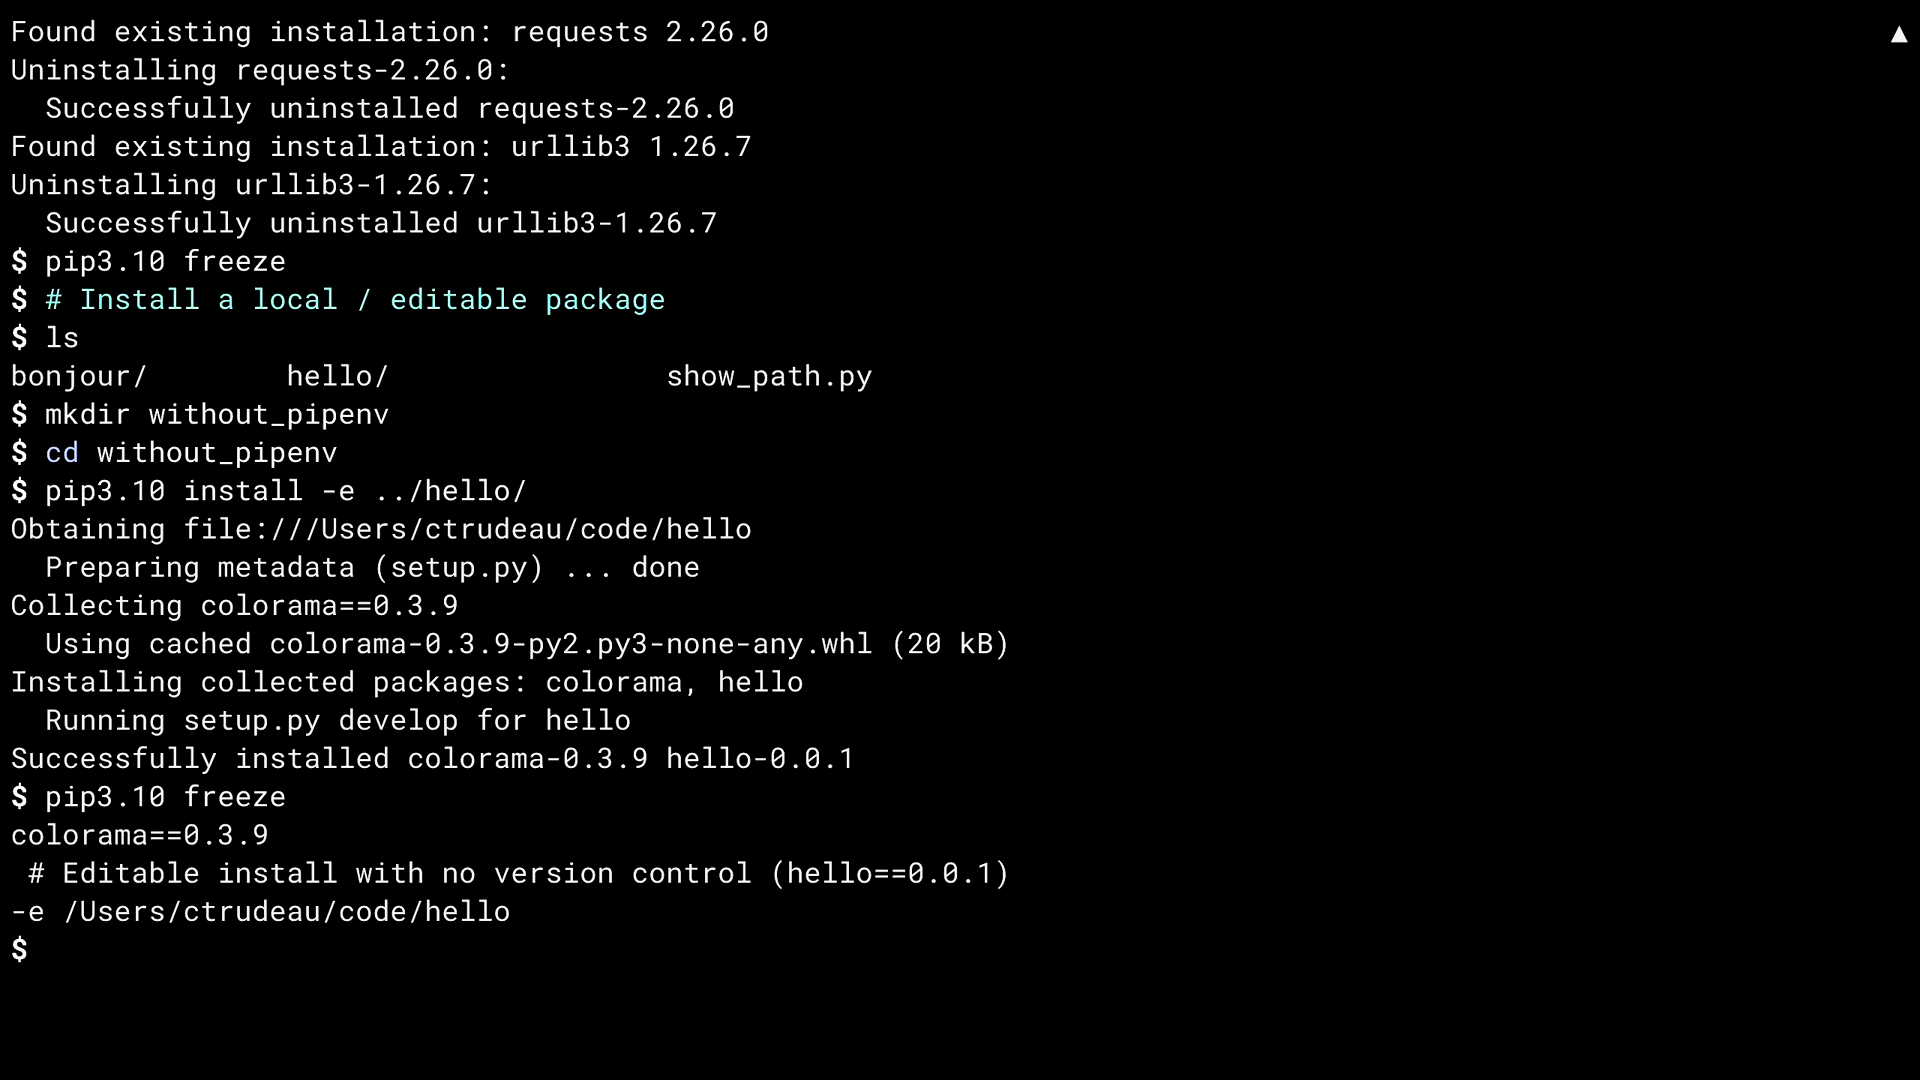 Found existing installation: requests 2.26.0
▲
Uninstalling requests-2.26.0:
  Successfully uninstalled requests-2.26.0
Found existing installation: urllib3 1.26.7
Uninstalling urllib3-1.26.7:
  Successfully uninstalled urllib3-1.26.7
$ pip3.10 freeze
$ # Install a local / editable package
$ ls
bonjour/        hello/                show_path.py
$ mkdir without_pipenv
$ cd without_pipenv
$ pip3.10 install -e ../hello/
Obtaining file:///Users/ctrudeau/code/hello
  Preparing metadata (setup.py) ... done
Collecting colorama==0.3.9
  Using cached colorama-0.3.9-py2.py3-none-any.whl (20 kB)
Installing collected packages: colorama, hello
  Running setup.py develop for hello
Successfully installed colorama-0.3.9 hello-0.0.1
$ pip3.10 freeze
colorama==0.3.9
 # Editable install with no version control (hello==0.0.1)
-e /Users/ctrudeau/code/hello
$